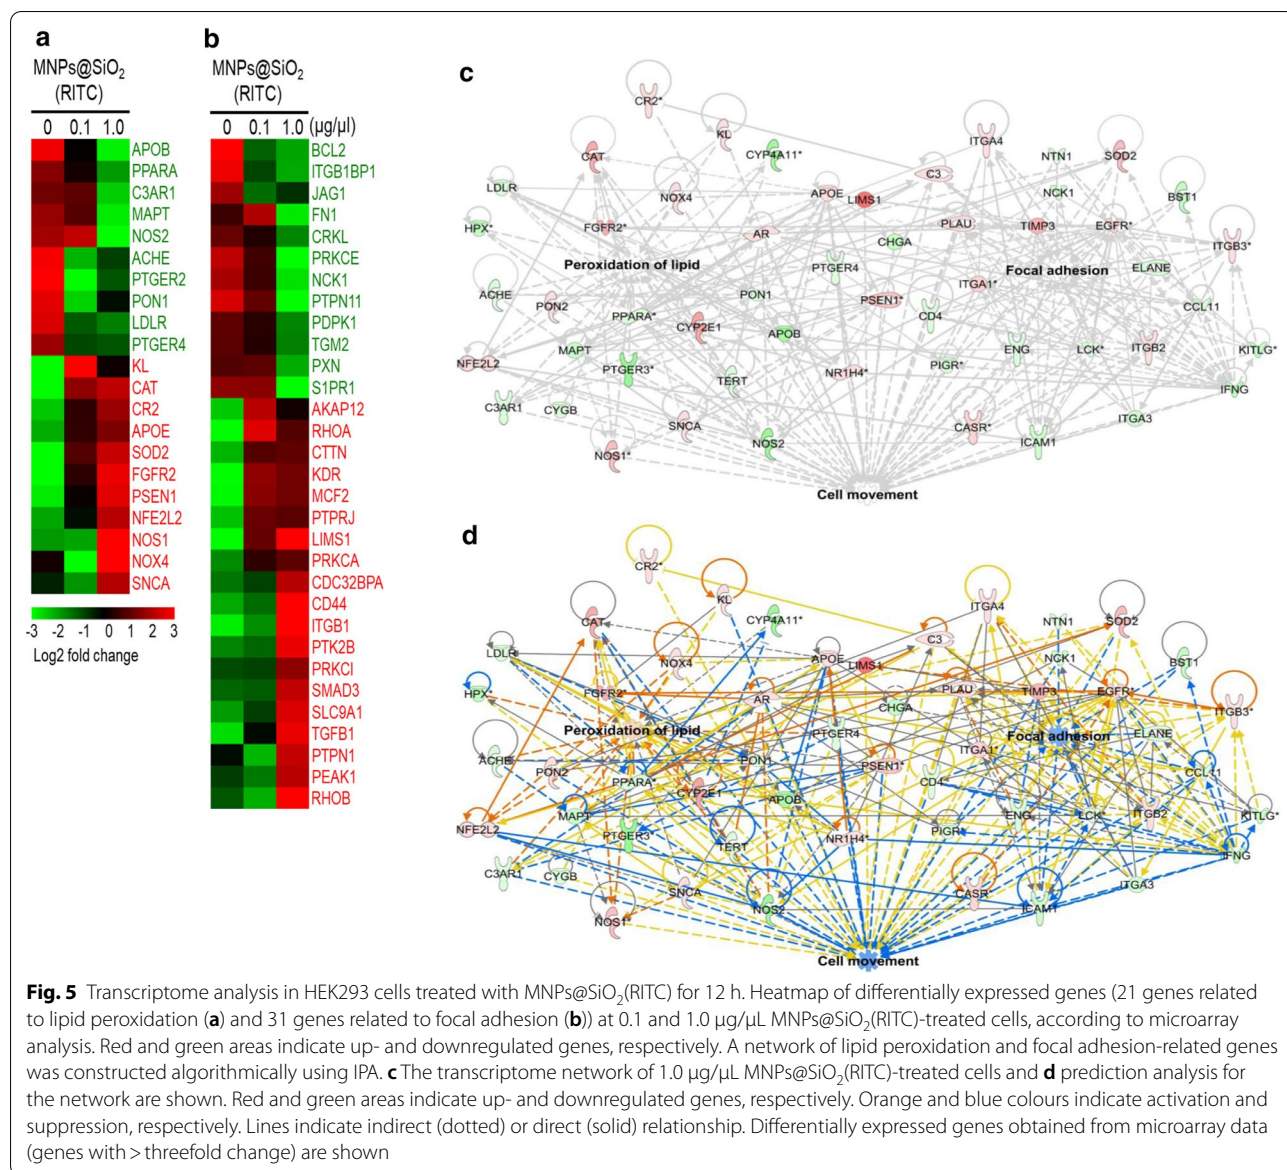 a
MNPs@SiO2
(RITC)
0 0.1 1.0
APOB
PPARA
C3AR1
MAPT
NOS2
ACHE
PTGER2
PON1
LDLR
PTGER4
KL
CAT
CR2
APOE
SOD2
FGFR2
PSEN1
NFE2L2
NOS1
NOX4
SNCA
-3 -2 -1 0 1 2 3
Log2 fold change
b
MNPs@SiO2
(RITC)
0 0.1 1.0 (µg/µl)
BCL2
ITGB1BP1
JAG1
FN1
CRKL
PRKCE
NCK1
PTPN11
PDPK1
TGM2
PXN
S1PR1
AKAP12
RHOA
CTTN
KDR
MCF2
PTPRJ
LIMS1
PRKCA
CDC32BPA
CD44
ITGB1
PTK2B
PRKCI
SMAD3
SLC9A1
TGFB1
PTPN1
PEAK1
RHOB
c
CR2*
KL
ITGA4
CAT
CYP4A11*
NTN1
SOD2
C3
LDLR
NOX4
APOE
LIMS1
NCK1
BST1
HPX*
FGFR2*
AR
PLAU
TIMP3
EGFR*
CHGA
ITGB3*
Peroxidation of lipid
PTGER4
Focal adhesion
ELANE
ACHE
PON2
PON1
PSEN1*
ITGA1*
CCL11
PPARA*
CYP2E1
APOB
CD4
MAPT
NFE2L2
PTGER3*
TERT
NR1H4*
PIGR*
ENG
LCK*
ITGB2
KITLG*
IFNG
C3AR1
CYGB
SNCA
NOS2
CASR*
ICAM1
ITGA3
NOS1*
Cell movement
d
CR2*
KL
ITGA4
CAT
CYP4A11*
NTN1
SOD2
C3
LDLR
NOX4
APOE
LIMS1
NCK1
BST1
HPX*
FGFR2*
AR
PLAU
TIMP3
EGFR*
CHGA
ITGB3*
Peroxidation of lipid
PTGER4
Focal adhesion
ELANE
ACHE
PON2
PON1
PSEN1*
ITGA1*
CCL11
PPARA*
CYP2E1
APOB
CD4
MAPT
NFE2L2
PTGER3*
TERT
NR1H4*
PIGR*
ENG
LCK*
ITGB2
KITLG*
IFNG
C3AR1
CYGB
SNCA
NOS2
CASR*
ICAM1
ITGA3
NOS1*
Cell movement
Fig. 5 Transcriptome analysis in HEK293 cells treated with MNPs@SiO2(RITC) for 12 h. Heatmap of differentially expressed genes (21 genes related
to lipid peroxidation (a) and 31 genes related to focal adhesion (b)) at 0.1 and 1.0 µg/µL MNPs@SiO2(RITC)-treated cells, according to microarray
analysis. Red and green areas indicate up- and downregulated genes, respectively. A network of lipid peroxidation and focal adhesion-related genes
was constructed algorithmically using IPA. c The transcriptome network of 1.0 µg/µL MNPs@SiO2(RITC)-treated cells and d prediction analysis for
the network are shown. Red and green areas indicate up- and downregulated genes, respectively. Orange and blue colours indicate activation and
suppression, respectively. Lines indicate indirect (dotted) or direct (solid) relationship. Differentially expressed genes obtained from microarray data
(genes with > threefold change) are shown